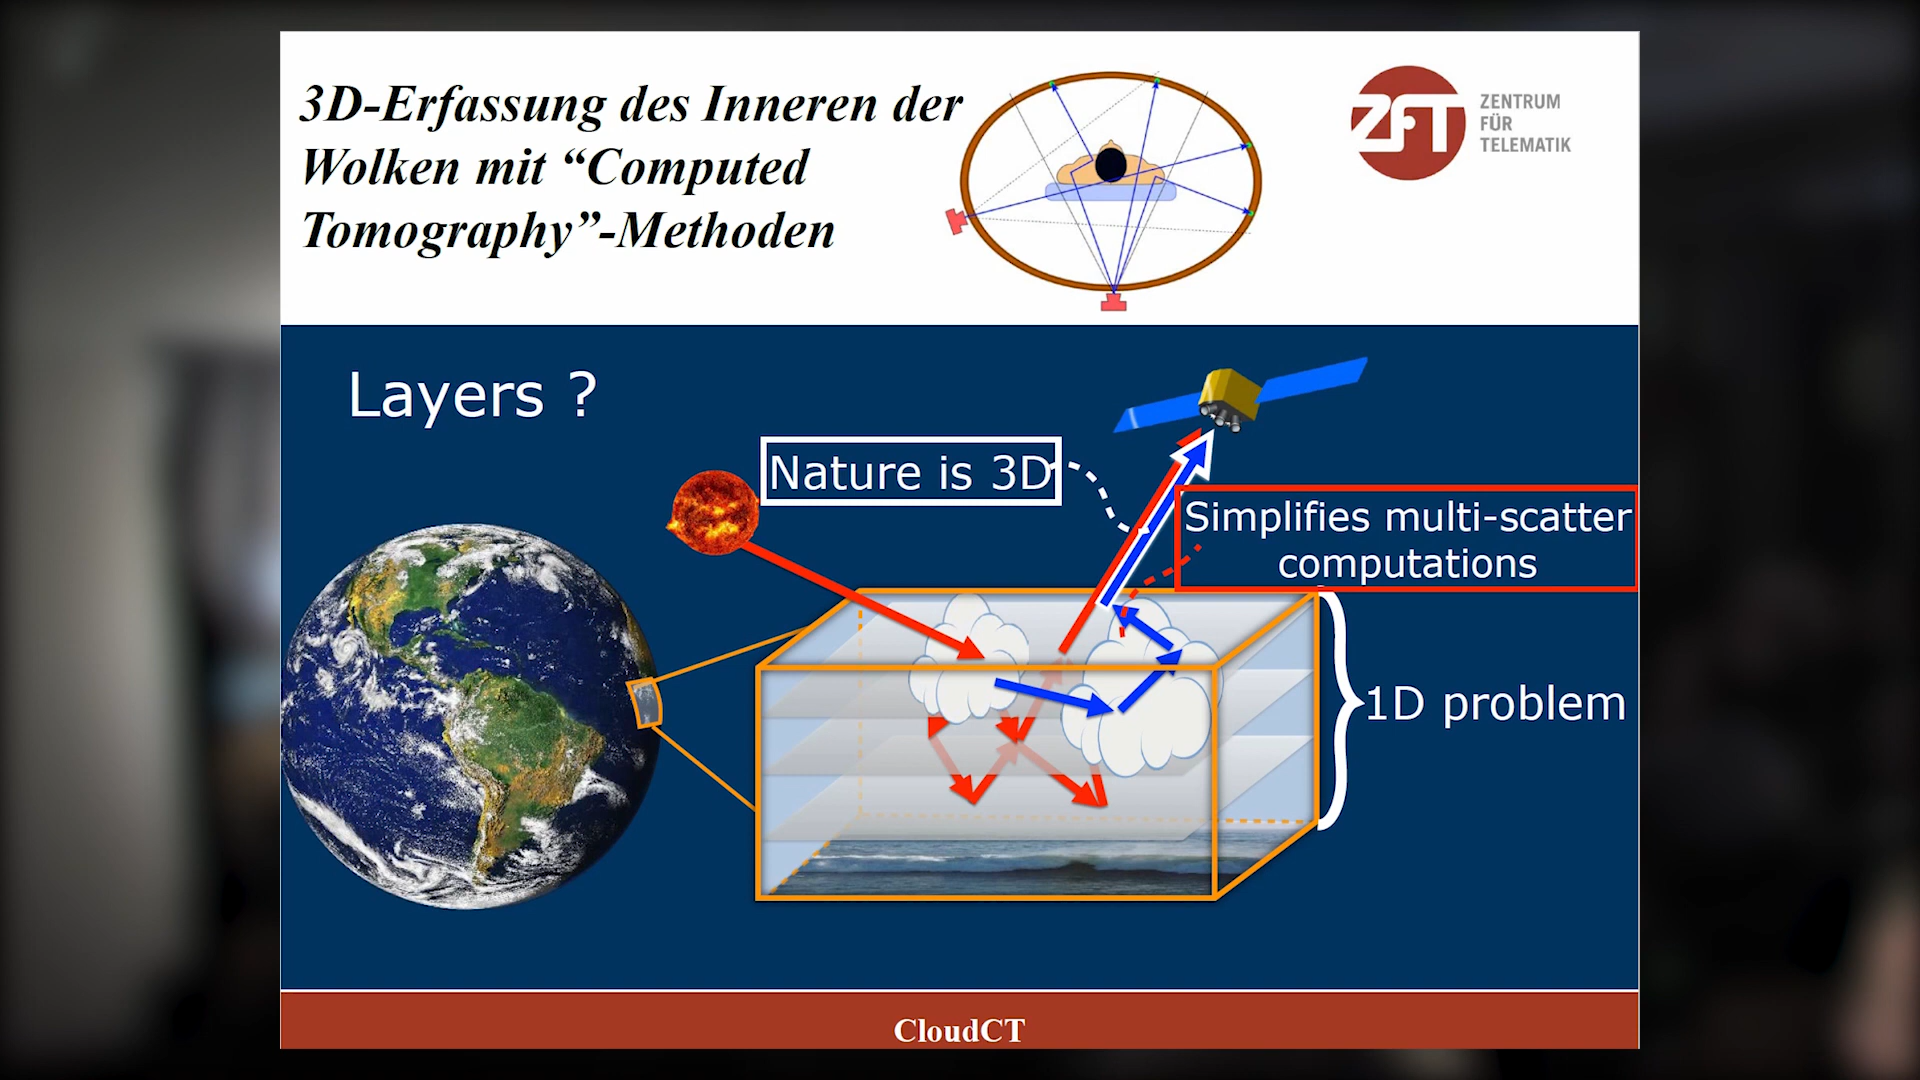 3D-Erfassung des Inneren der
Wolken mit “Computed
Tomography”-Methoden
ZFT
ZENTRUM
FÜR
TELEMATIK
Layers ?
Nature is 3D
Simplifies multi-scatter
computations
1D problem
CloudCT